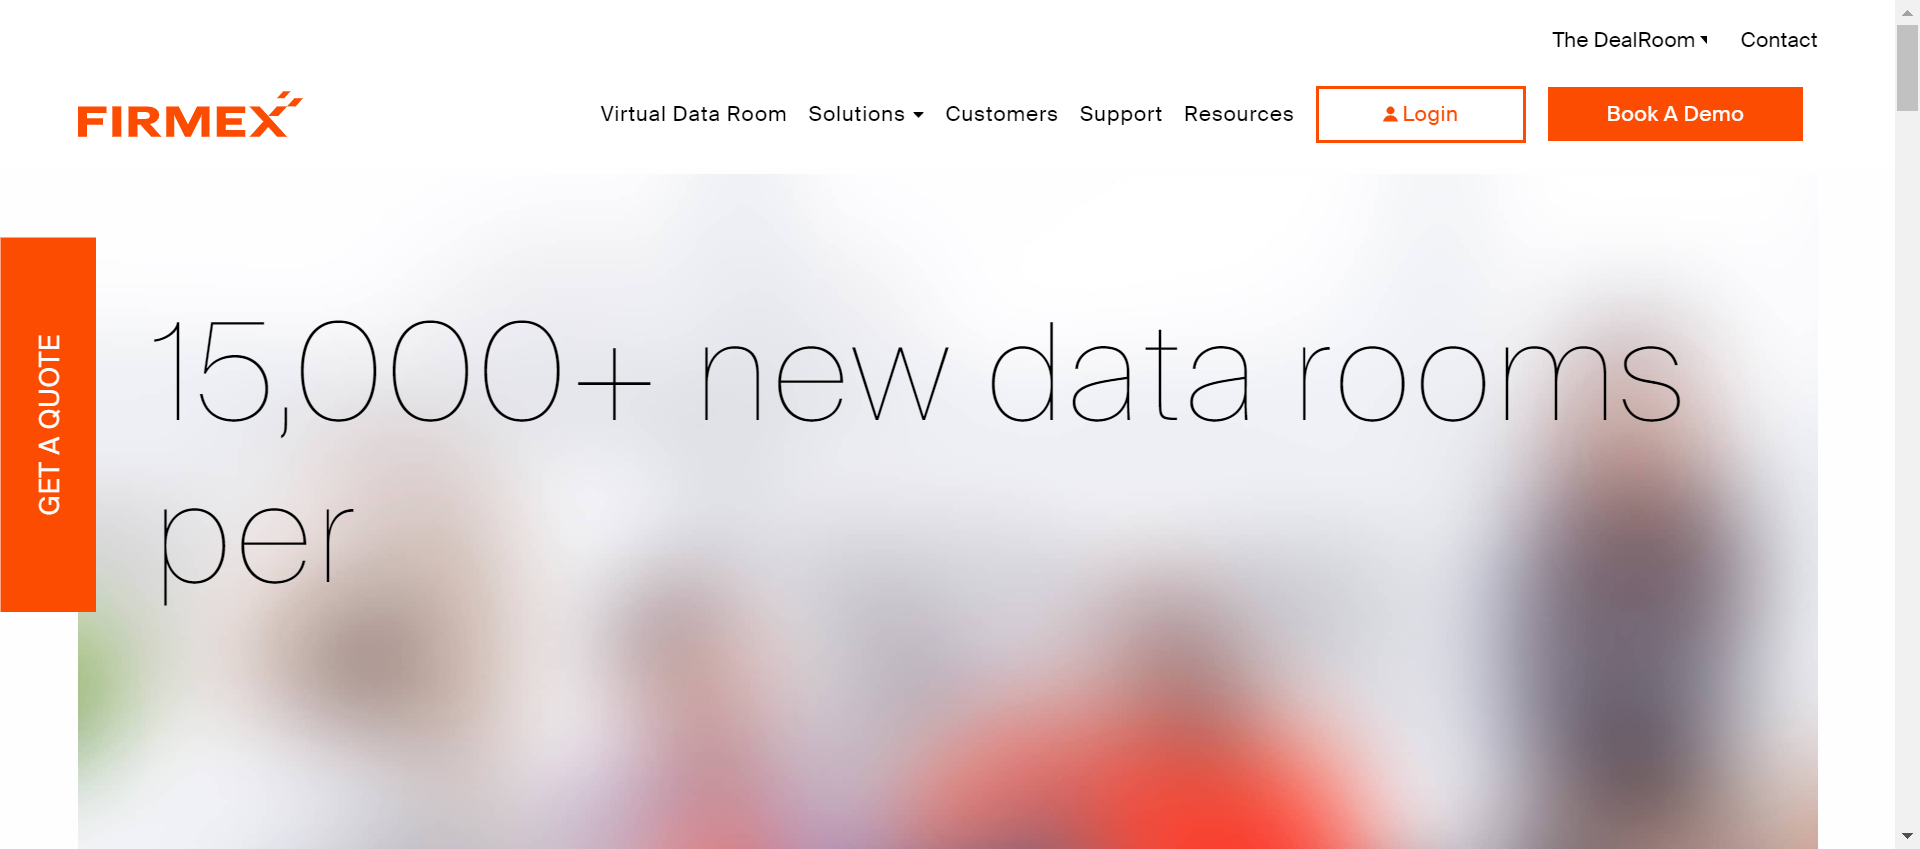 The DealRoom
Contact
FIRMEX
Virtual Data Room
Solutions
Customers
Support
Resources
Login
Book A Demo
GET A QUOTE
15,000+ new data rooms
per